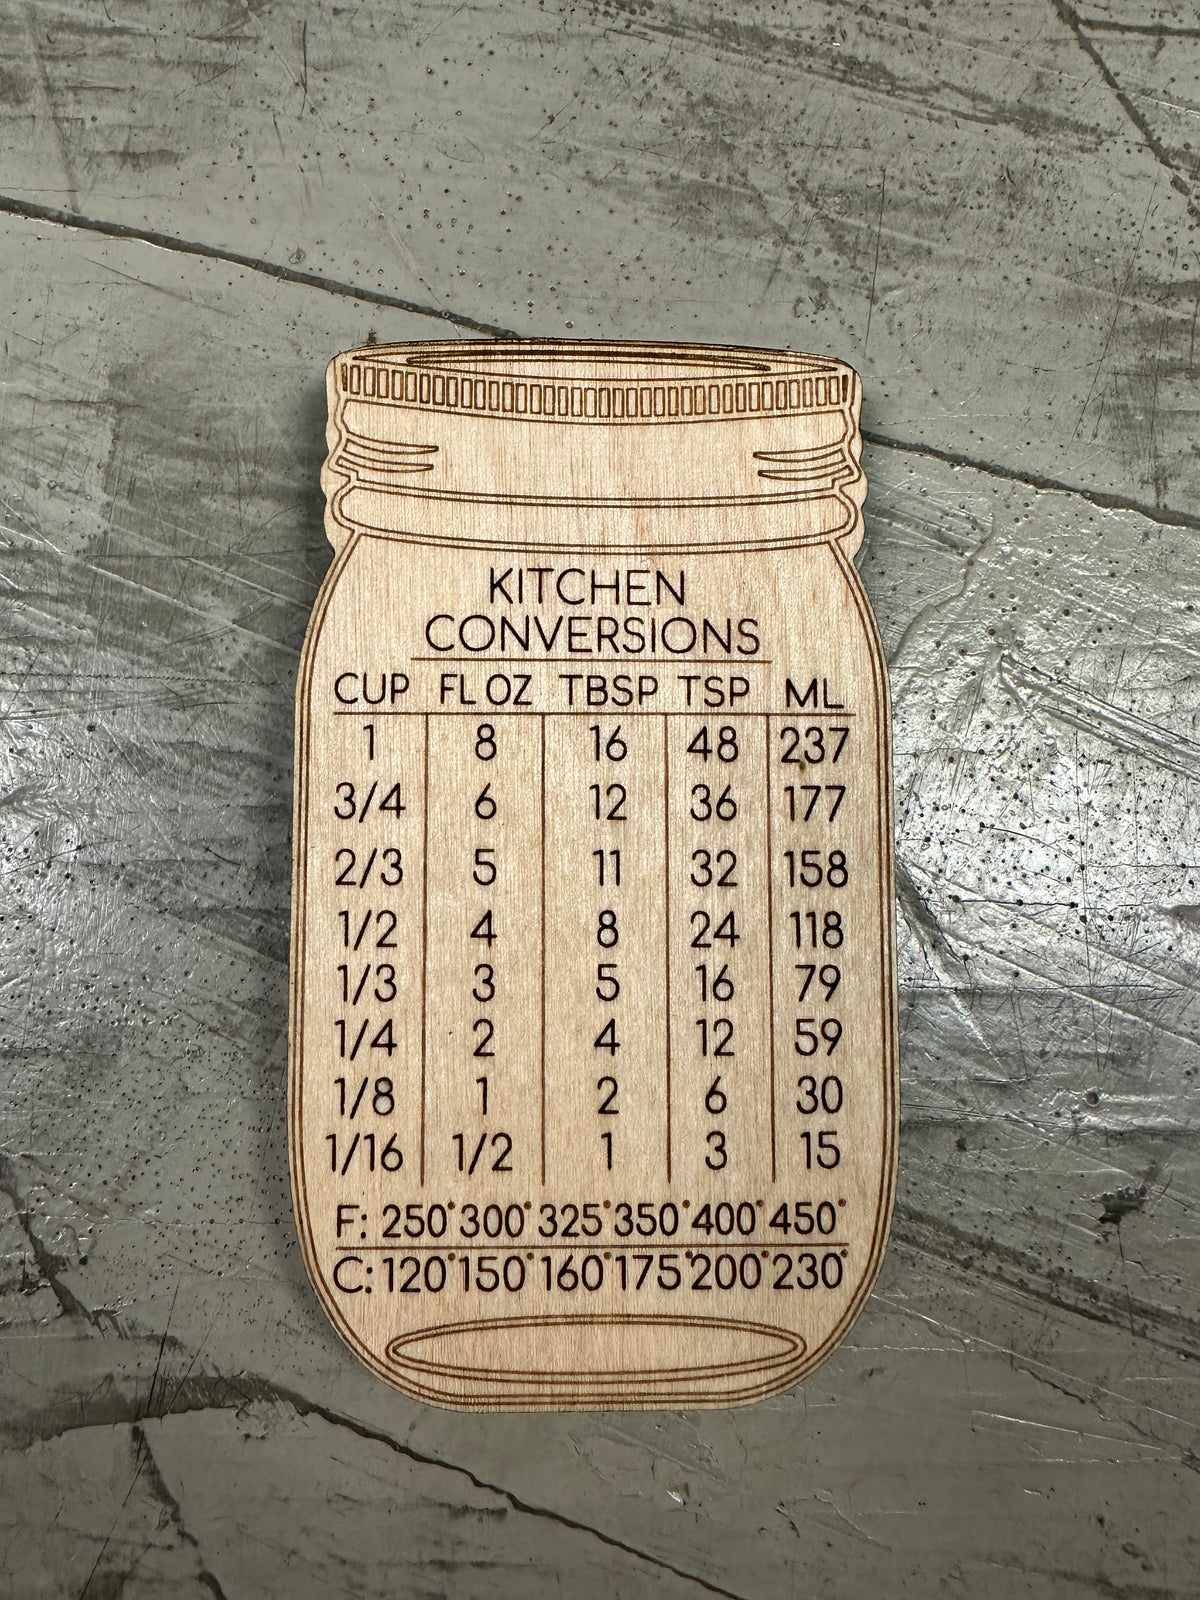 KITCHEN
CONVERSIONS
CUP FL OZ TBSP TSP ML
1 8 16 48 237
3/4 6 12 36 177
2/3 5 11 32 158
1/2 4 8 24 118
1/3 3 5 16 79
1/4 2 4 12 59
1/8 1 2 6 30
1/16 1/2 1 3 15
F: 250° 300° 325° 350° 400° 450°
C: 120° 150° 160° 175° 200° 230°